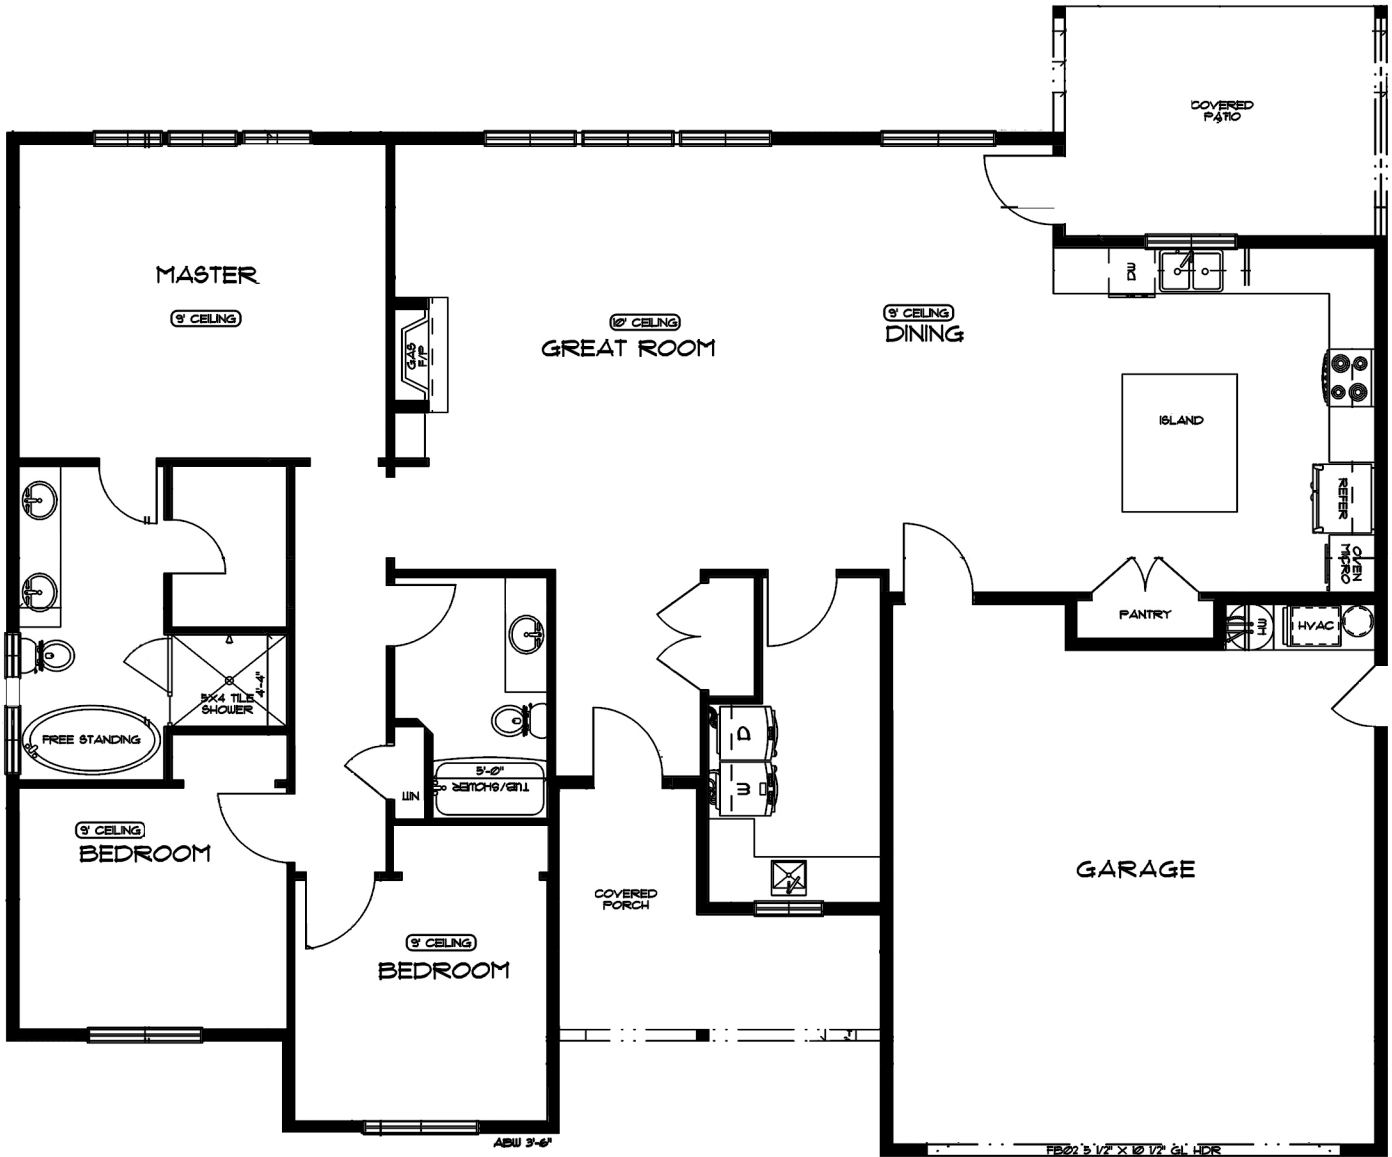 COVERED
PATIO
MASTER
9' CEILING
10' CEILING
GREAT ROOM
9' CEILING
DINING
DW
GAS
F/P
ISLAND
REFER
OVEN
MICRO
PANTRY
WH
HVAC
5X4 TILE
SHOWER
4'-4"
FREE STANDING
5'-0"
TUB/SHOWER
LIN
D
W
9' CEILING
BEDROOM
COVERED
PORCH
GARAGE
9' CEILING
BEDROOM
ABW 3'-6"
FB02 5 1/2" X 10 1/2" GL HDR